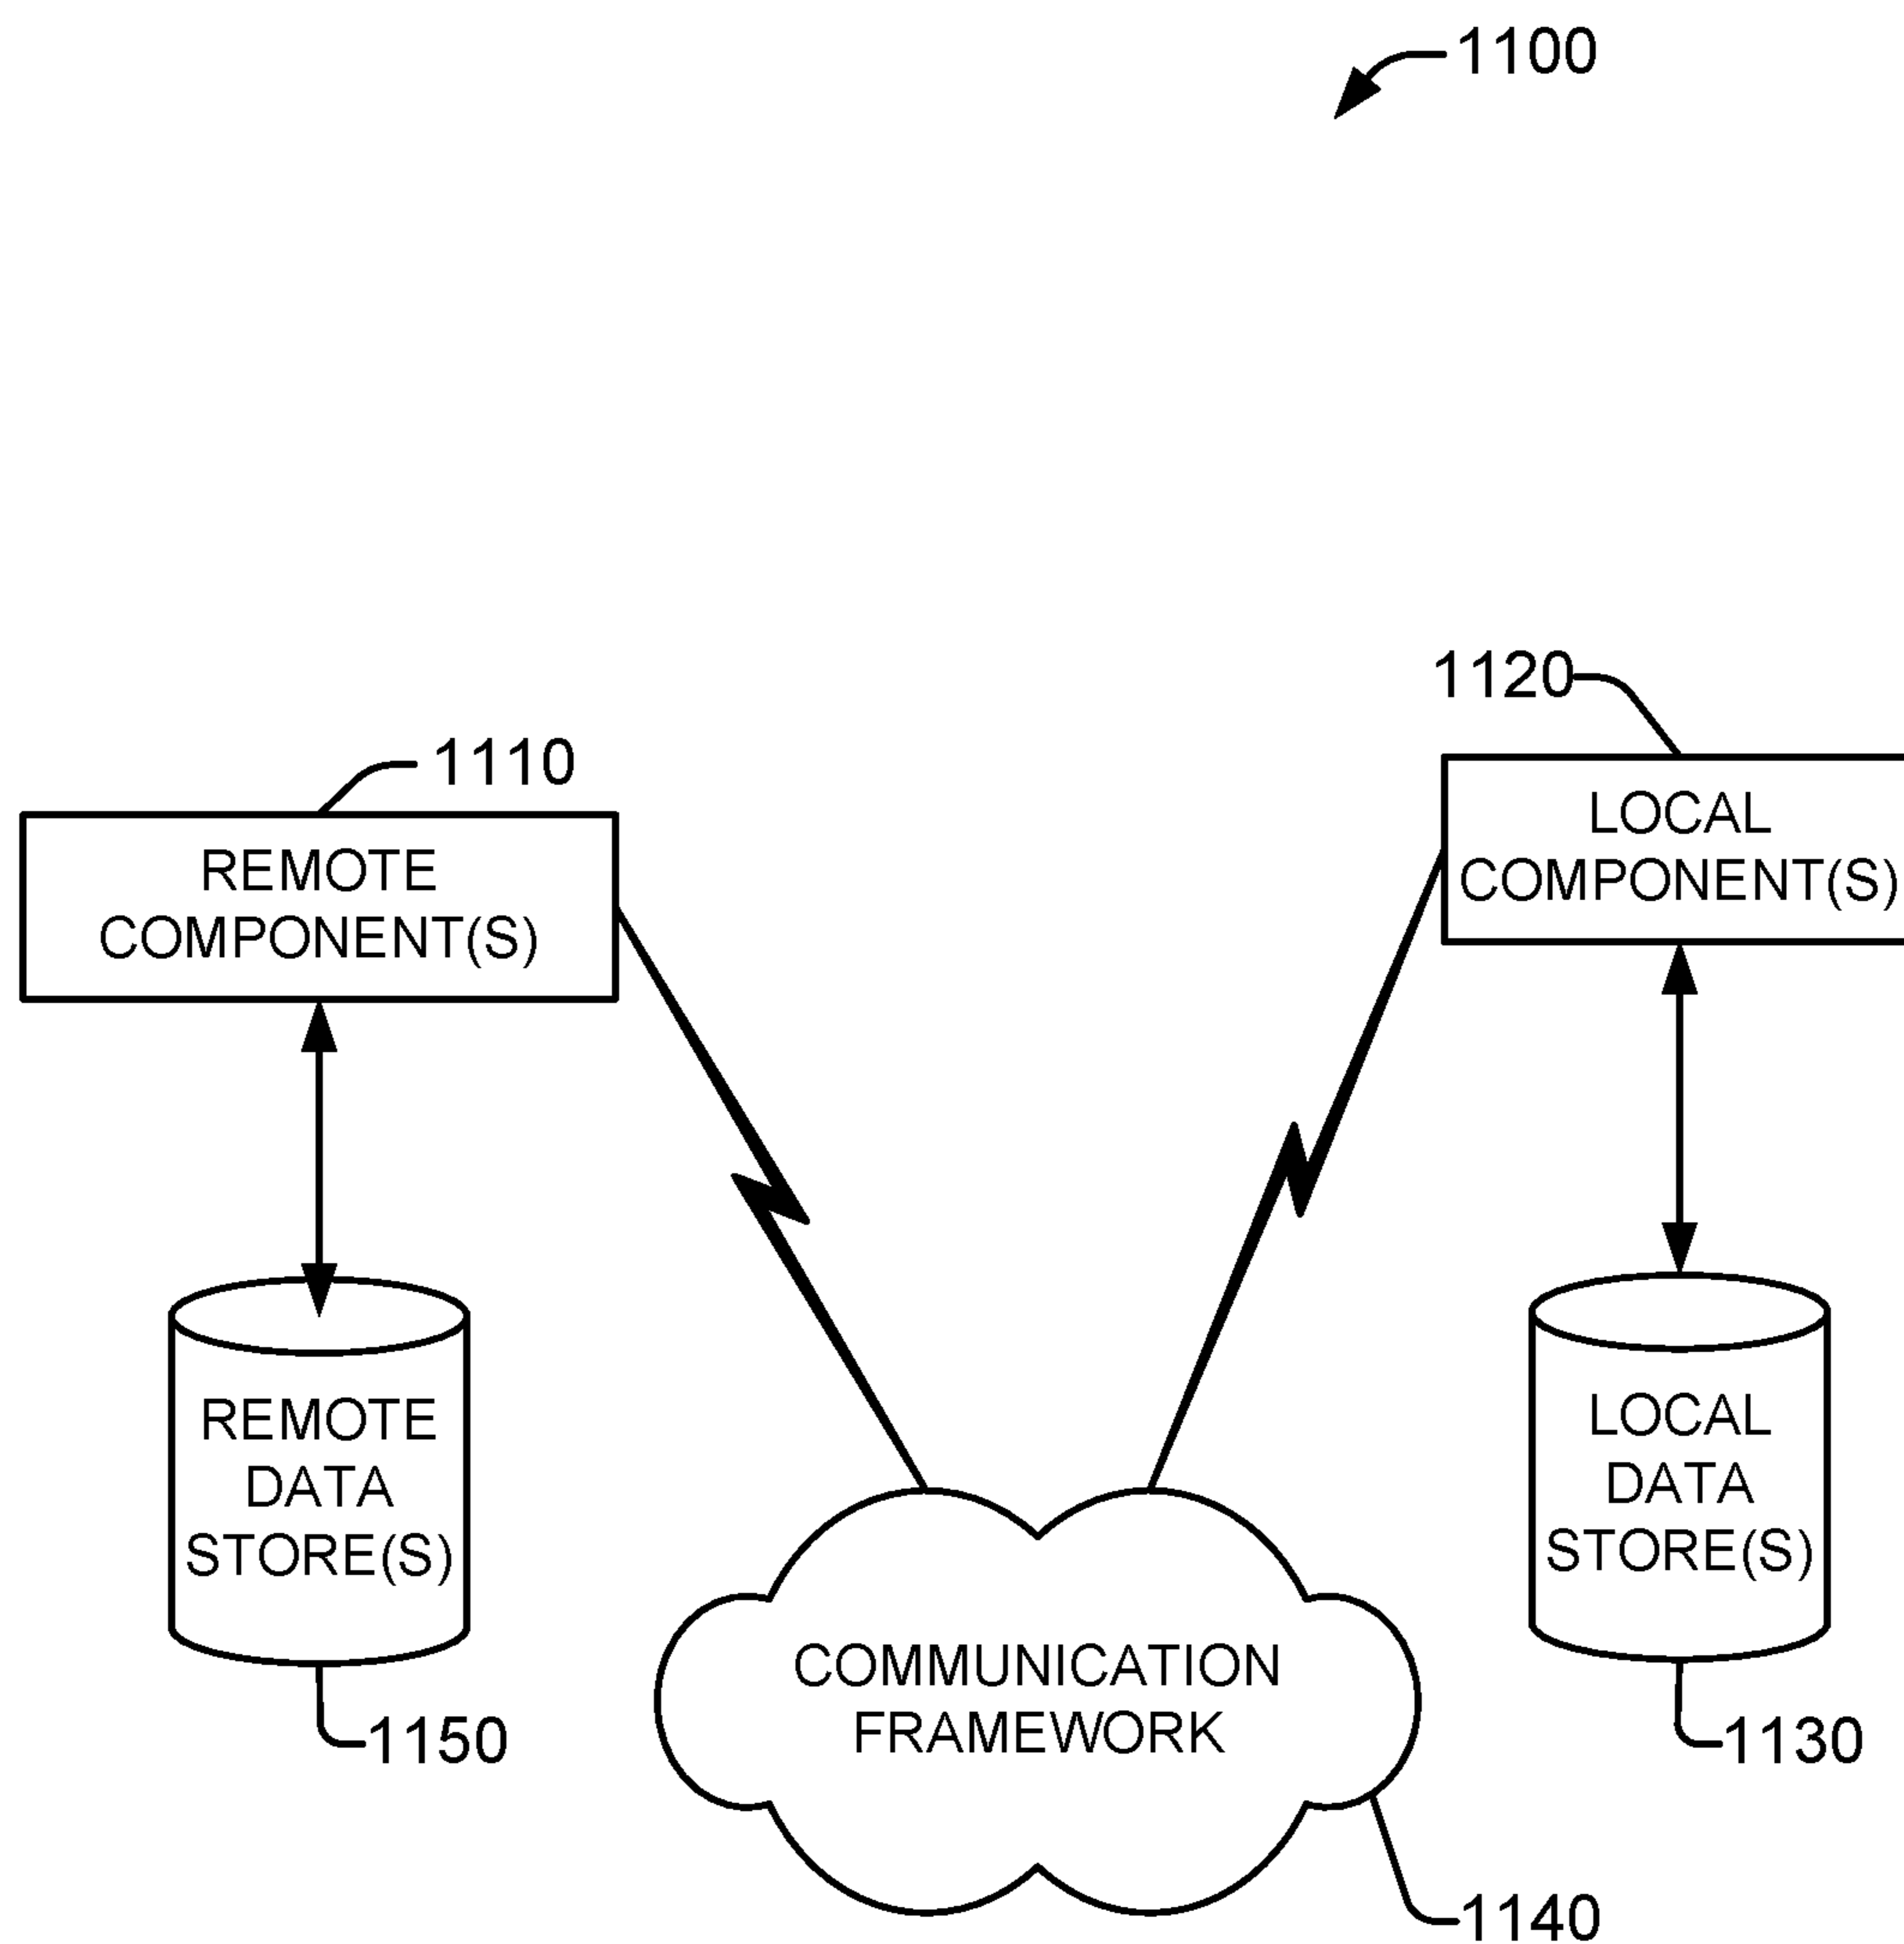 1100
1120
1110
LOCAL
COMPONENT(S)
REMOTE
COMPONENT(S)
REMOTE
DATA
STORE(S)
LOCAL
DATA
STORE(S)
COMMUNICATION
FRAMEWORK
1150
1130
1140